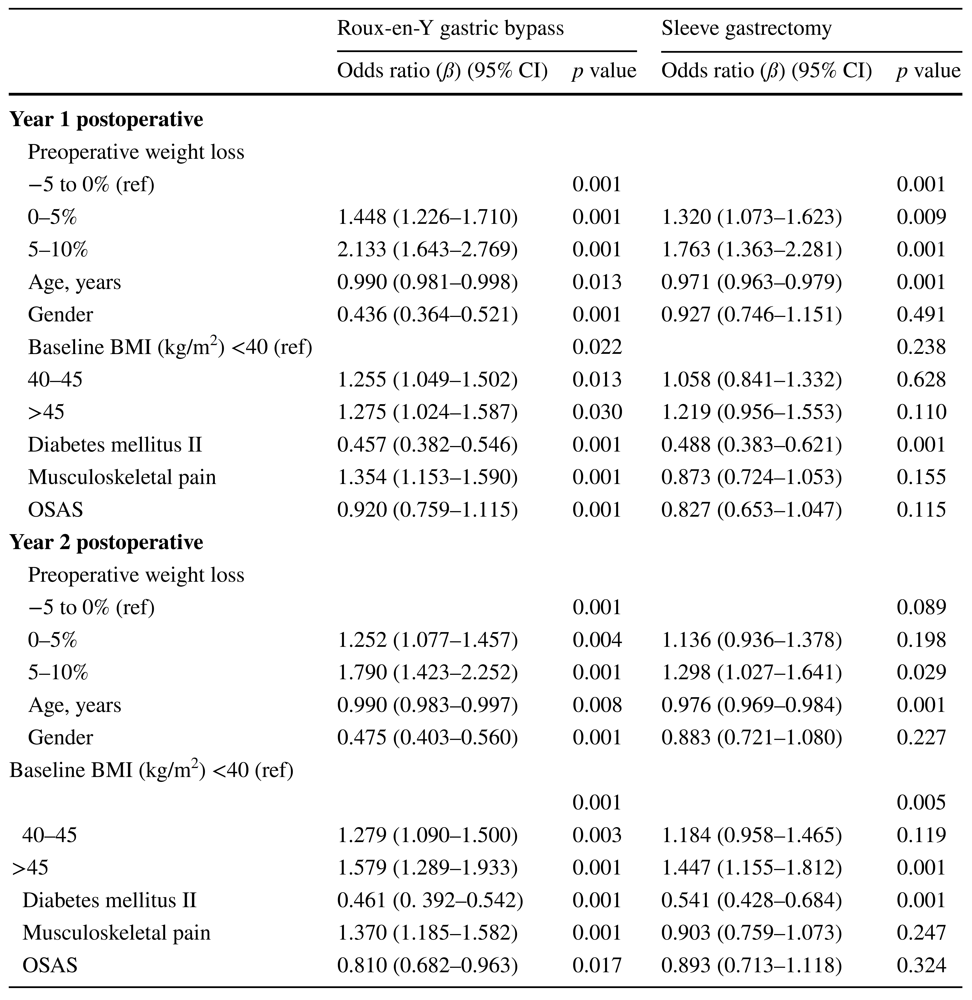 Roux-en-Y gastric bypass Sleeve gastrectomy
Odds ratio (β) (95% CI) p value Odds ratio (β) (95% CI) p value
Year 1 postoperative
Preoperative weight loss
−5 to 0% (ref) 0.001 0.001
0–5% 1.448 (1.226–1.710) 0.001 1.320 (1.073–1.623) 0.009
5–10% 2.133 (1.643–2.769) 0.001 1.763 (1.363–2.281) 0.001
Age, years 0.990 (0.981–0.998) 0.013 0.971 (0.963–0.979) 0.001
Gender 0.436 (0.364–0.521) 0.001 0.927 (0.746–1.151) 0.491
Baseline BMI (kg/m²) <40 (ref) 0.022 0.238
40–45 1.255 (1.049–1.502) 0.013 1.058 (0.841–1.332) 0.628
>45 1.275 (1.024–1.587) 0.030 1.219 (0.956–1.553) 0.110
Diabetes mellitus II 0.457 (0.382–0.546) 0.001 0.488 (0.383–0.621) 0.001
Musculoskeletal pain 1.354 (1.153–1.590) 0.001 0.873 (0.724–1.053) 0.155
OSAS 0.920 (0.759–1.115) 0.001 0.827 (0.653–1.047) 0.115
Year 2 postoperative
Preoperative weight loss
−5 to 0% (ref) 0.001 0.089
0–5% 1.252 (1.077–1.457) 0.004 1.136 (0.936–1.378) 0.198
5–10% 1.790 (1.423–2.252) 0.001 1.298 (1.027–1.641) 0.029
Age, years 0.990 (0.983–0.997) 0.008 0.976 (0.969–0.984) 0.001
Gender 0.475 (0.403–0.560) 0.001 0.883 (0.721–1.080) 0.227
Baseline BMI (kg/m²) <40 (ref)
0.001 0.005
40–45 1.279 (1.090–1.500) 0.003 1.184 (0.958–1.465) 0.119
>45 1.579 (1.289–1.933) 0.001 1.447 (1.155–1.812) 0.001
Diabetes mellitus II 0.461 (0. 392–0.542) 0.001 0.541 (0.428–0.684) 0.001
Musculoskeletal pain 1.370 (1.185–1.582) 0.001 0.903 (0.759–1.073) 0.247
OSAS 0.810 (0.682–0.963) 0.017 0.893 (0.713–1.118) 0.324